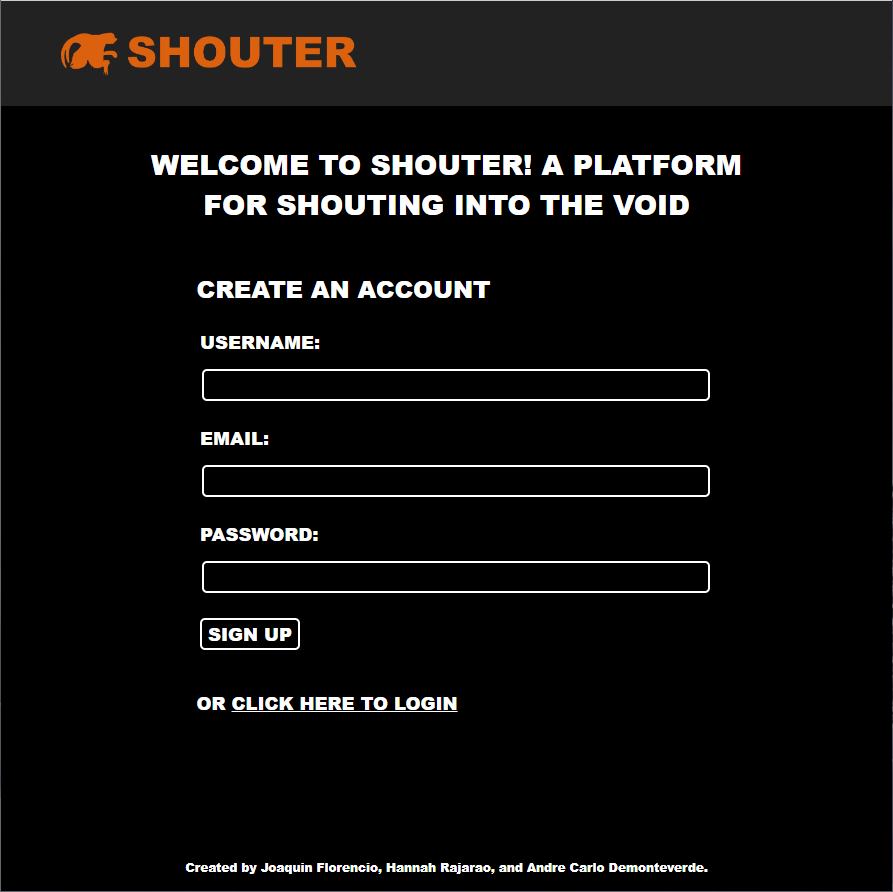 SHOUTER
WELCOME TO SHOUTER! A PLATFORM
FOR SHOUTING INTO THE VOID
CREATE AN ACCOUNT
USERNAME:
EMAIL:
PASSWORD:
SIGN UP
OR CLICK HERE TO LOGIN
Created by Joaquin Florencio, Hannah Rajarao, and Andre Carlo Demonteverde.